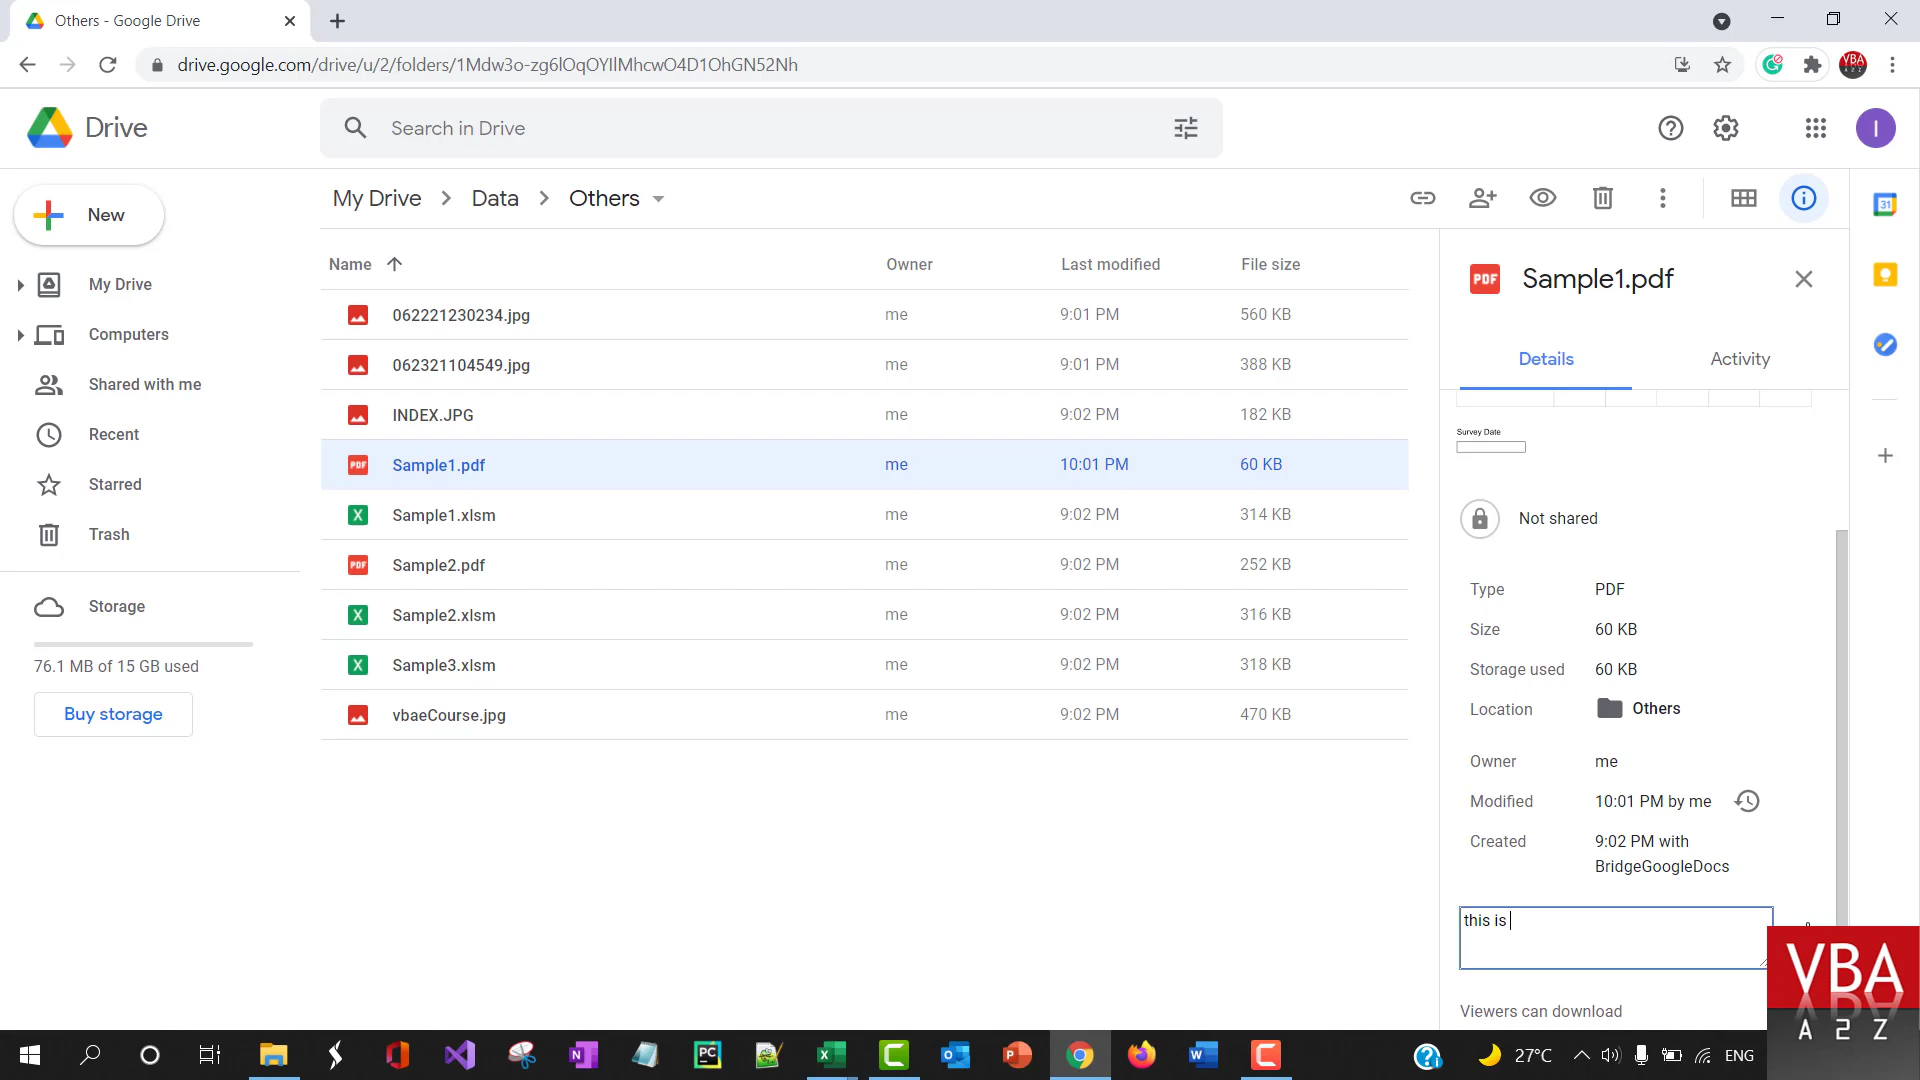 Others - Google Drive
drive.google.com/drive/u/2/folders/1Mdw3o-zg6lOqOYIlMhcwO4D1OhGN52Nh
VBA
Drive
Search in Drive
I
New
My Drive
Computers
Shared with me
Recent
Starred
Trash
Storage
76.1 MB of 15 GB used
Buy storage
My Drive > Data > Others
Name Owner Last modified File size
062221230234.jpg me 9:01 PM 560 KB
062321104549.jpg me 9:01 PM 388 KB
INDEX.JPG me 9:02 PM 182 KB
PDF Sample1.pdf me 10:01 PM 60 KB
X Sample1.xlsm me 9:02 PM 314 KB
PDF Sample2.pdf me 9:02 PM 252 KB
X Sample2.xlsm me 9:02 PM 316 KB
X Sample3.xlsm me 9:02 PM 318 KB
vbaeCourse.jpg me 9:02 PM 470 KB
PDF Sample1.pdf
Details Activity
Survey Date
Not shared
Type PDF
Size 60 KB
Storage used 60 KB
Location Others
Owner me
Modified 10:01 PM by me
Created 9:02 PM with
BridgeGoogleDocs
this is
Viewers can download
31
VBA
A 2 Z
27°C
ENG